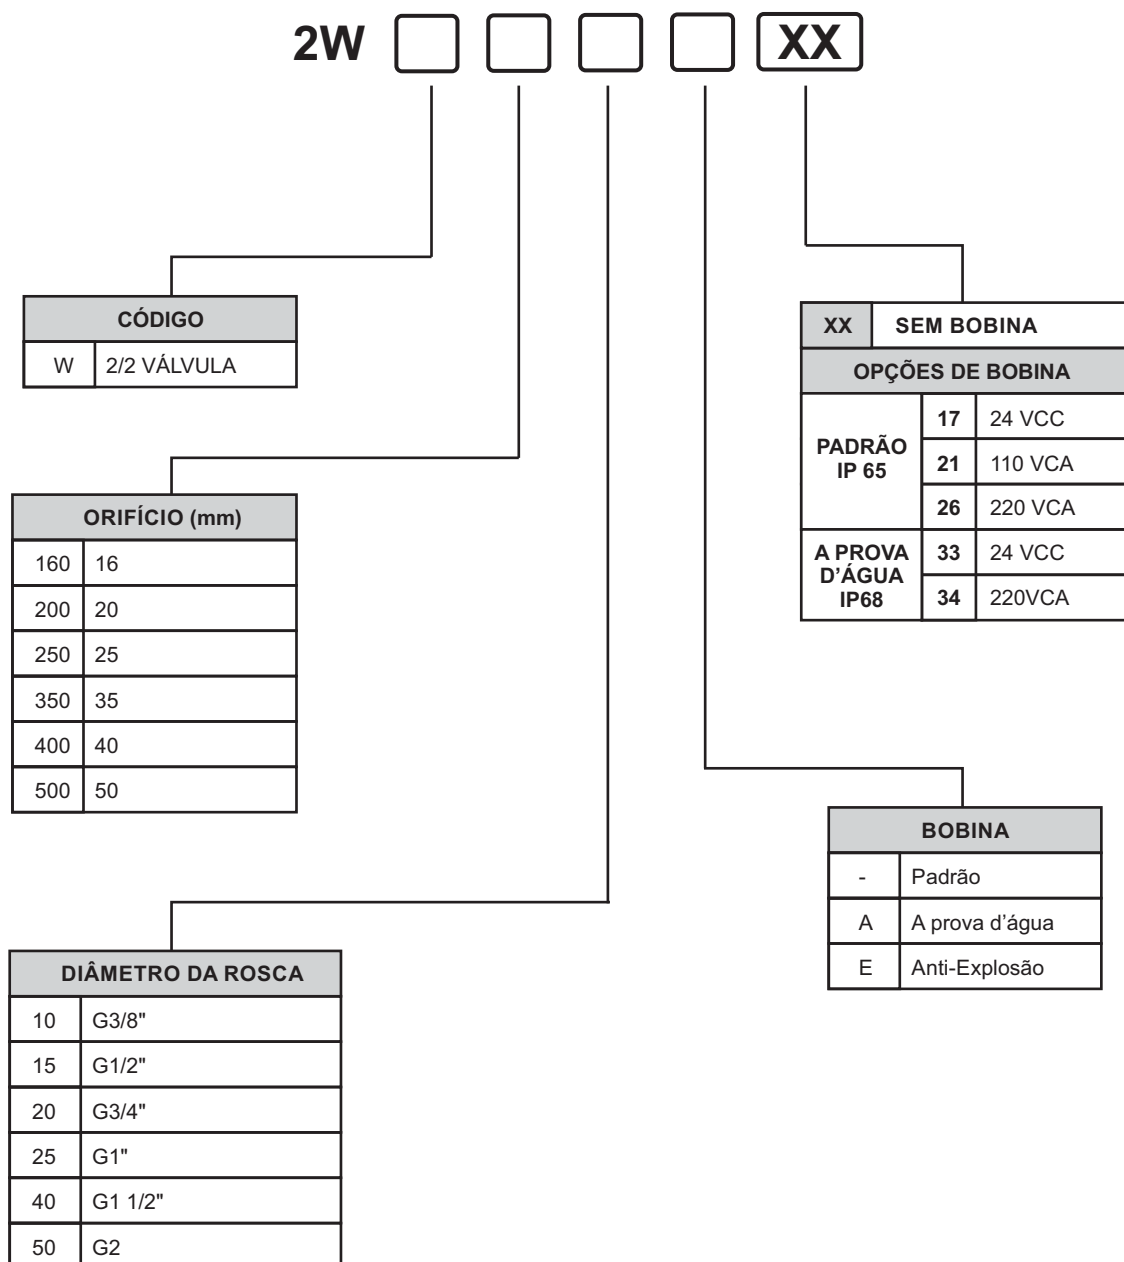 2W XX
CÓDIGO
W 2/2 VÁLVULA
ORIFÍCIO (mm)
160 16
200 20
250 25
350 35
400 40
500 50
DIÂMETRO DA ROSCA
10 G3/8"
15 G1/2"
20 G3/4"
25 G1"
40 G1 1/2"
50 G2
XX SEM BOBINA
OPÇÕES DE BOBINA
PADRÃO
IP 65
17 24 VCC
21 110 VCA
26 220 VCA
A PROVA
D’ÁGUA
IP68
33 24 VCC
34 220VCA
BOBINA
- Padrão
A A prova d’água
E Anti-Explosão